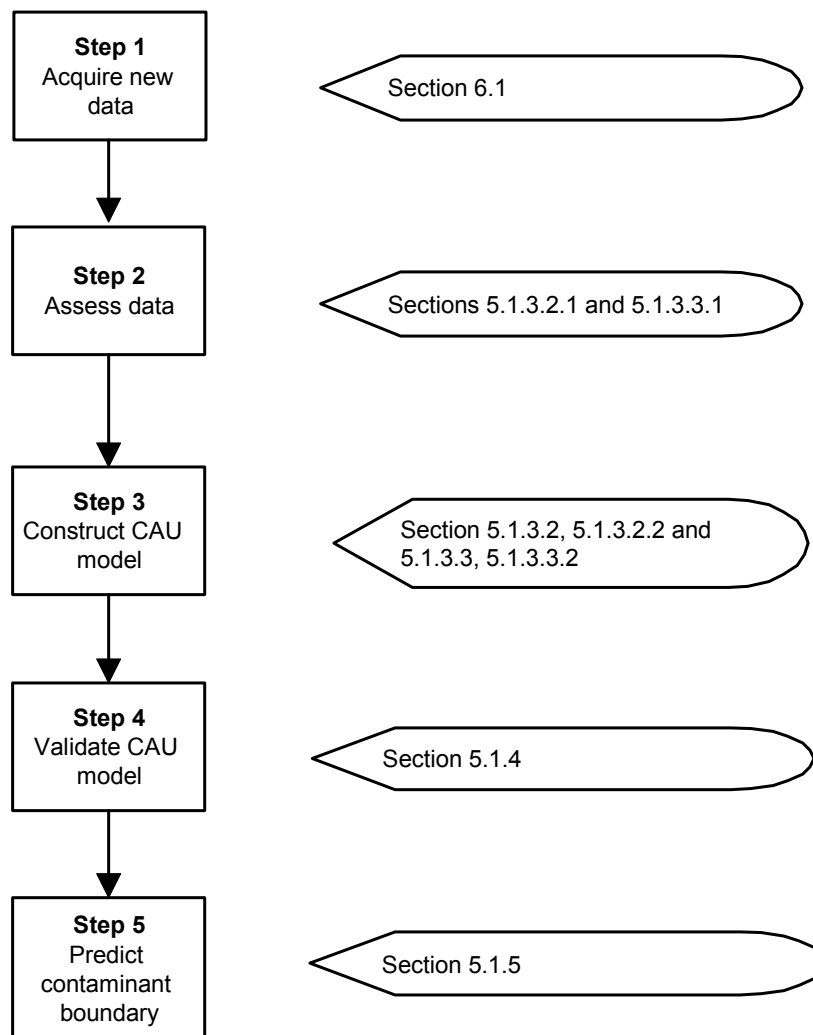 Step 1
Acquire new
data
Section 6.1
Step 2
Assess data
Sections 5.1.3.2.1 and 5.1.3.3.1
Step 3
Construct CAU
model
Section 5.1.3.2, 5.1.3.2.2 and
5.1.3.3, 5.1.3.3.2
Step 4
Validate CAU
model
Section 5.1.4
Step 5
Predict
contaminant
boundary
Section 5.1.5